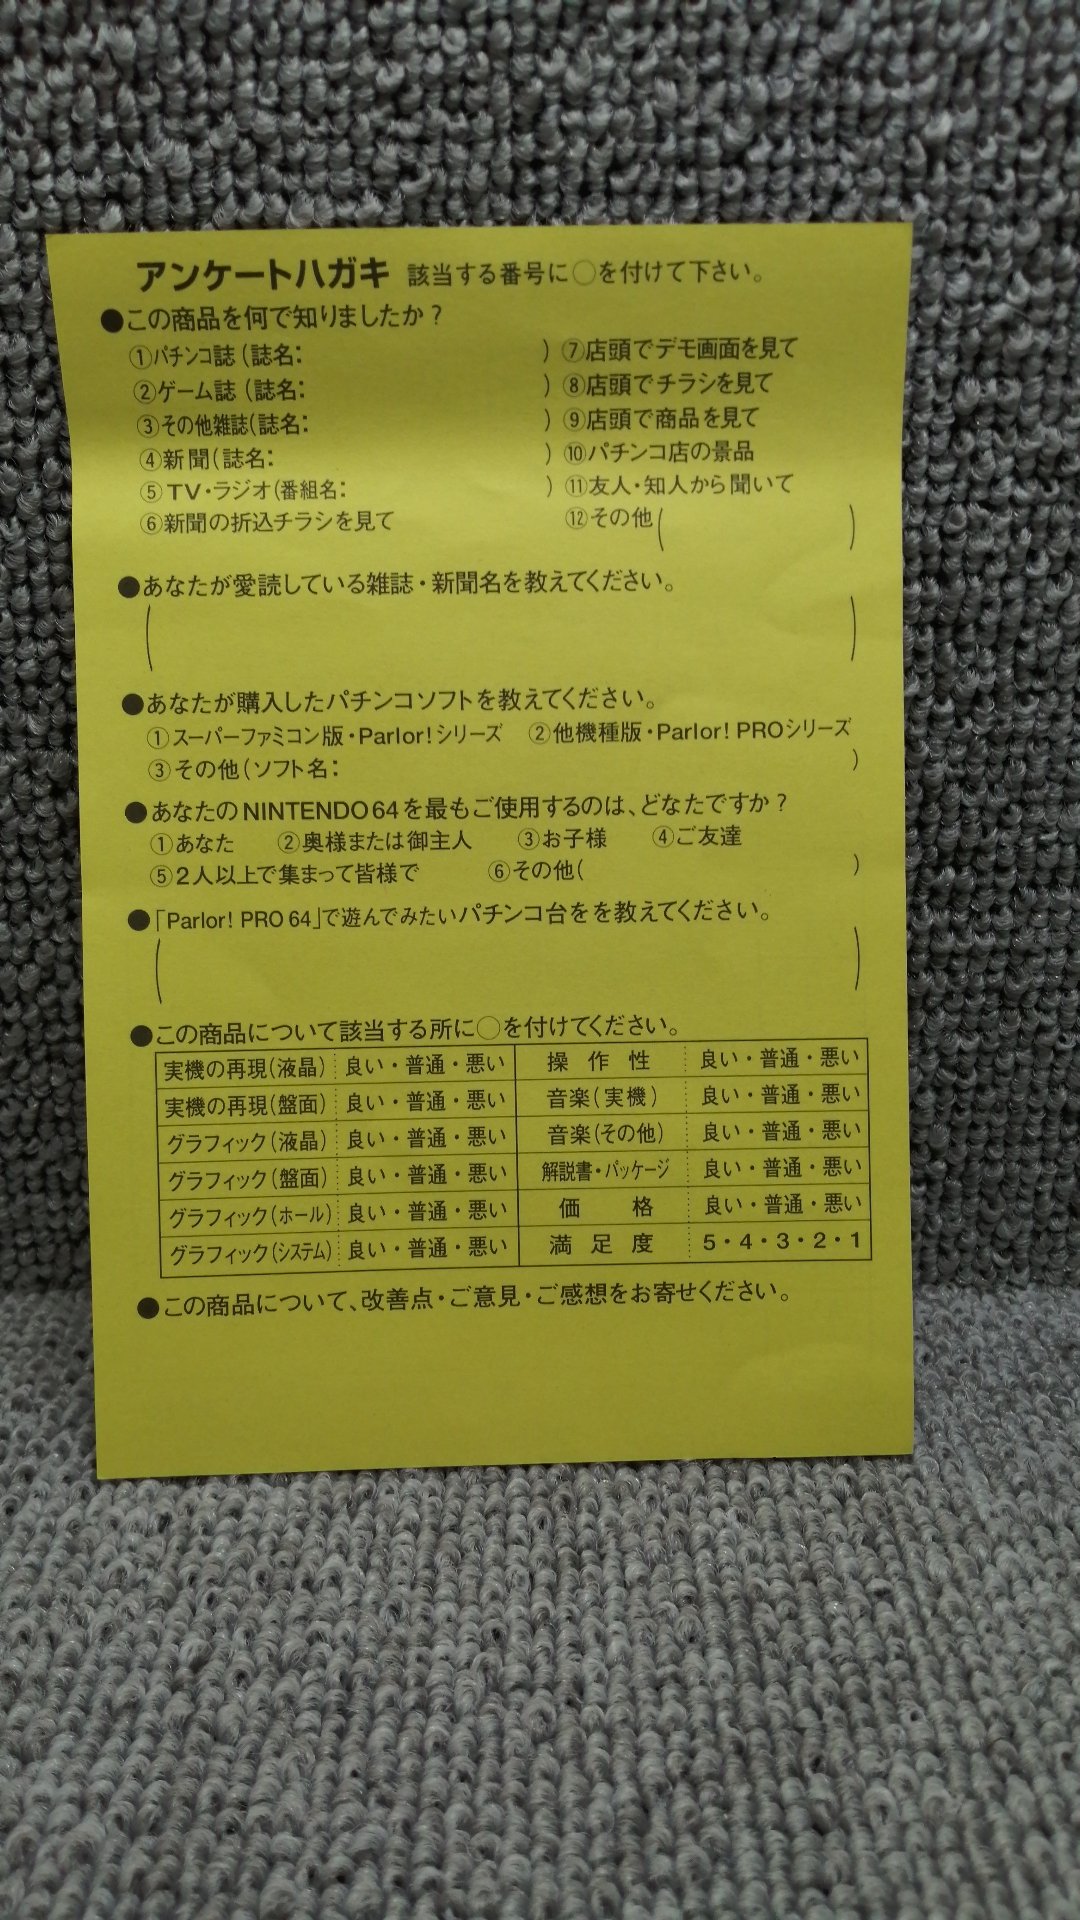 アンケートハガキ 該当する番号に○を付けて下さい。
●この商品を何で知りましたか？
①パチンコ誌（誌名：　　　　　　　）⑦店頭でデモ画面を見て
②ゲーム誌（誌名：　　　　　　　）⑧店頭でチラシを見て
③その他雑誌（誌名：　　　　　　　）⑨店頭で商品を見て
④新聞（誌名：　　　　　　　）⑩パチンコ店の景品
⑤TV・ラジオ（番組名：　　　　　　　）⑪友人・知人から聞いて
⑥新聞の折込チラシを見て　⑫その他（　　　　　　　）
●あなたが愛読している雑誌・新聞名を教えてください。
（　　　　　　　）
●あなたが購入したパチンコソフトを教えてください。
①スーパーファミコン版・Parlor!シリーズ　②他機種版・Parlor! PROシリーズ
③その他（ソフト名：　　　　　　　）
●あなたのNINTENDO64を最もご使用するのは、どなたですか？
①あなた　②奥様または御主人　③お子様　④ご友達
⑤2人以上で集まって皆様で　⑥その他（　　　　　　　）
●「Parlor! PRO 64」で遊んでみたいパチンコ台をを教えてください。
（　　　　　　　）
●この商品について該当する所に○を付けてください。
実機の再現（液晶） 良い・普通・悪い 操作性 良い・普通・悪い
実機の再現（盤面） 良い・普通・悪い 音楽（実機） 良い・普通・悪い
グラフィック（液晶） 良い・普通・悪い 音楽（その他） 良い・普通・悪い
グラフィック（盤面） 良い・普通・悪い 解説書・パッケージ 良い・普通・悪い
グラフィック（ホール） 良い・普通・悪い 価格 良い・普通・悪い
グラフィック（システム） 良い・普通・悪い 満足度 5・4・3・2・1
●この商品について、改善点・ご意見・ご感想をお寄せください。